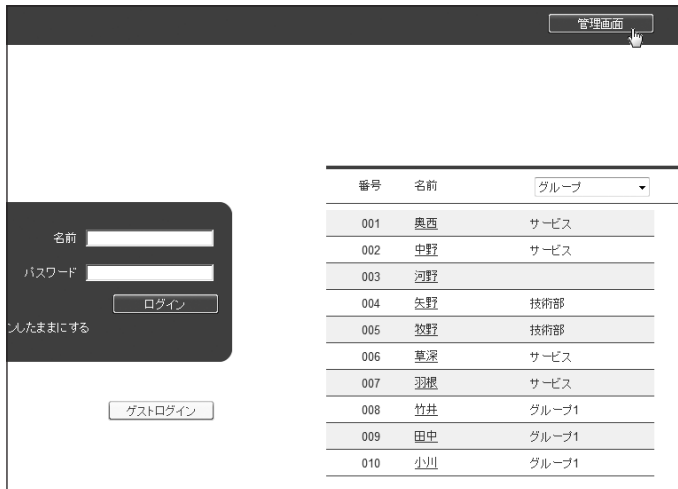 管理画面
番号 名前 グループ
001 奥西 サービス
002 中野 サービス
003 河野
004 矢野 技術部
005 牧野 技術部
006 草深 サービス
007 羽根 サービス
008 竹井 グループ1
009 田中 グループ1
010 小川 グループ1
名前
パスワード
ログイン
ンしたままにする
ゲストログイン